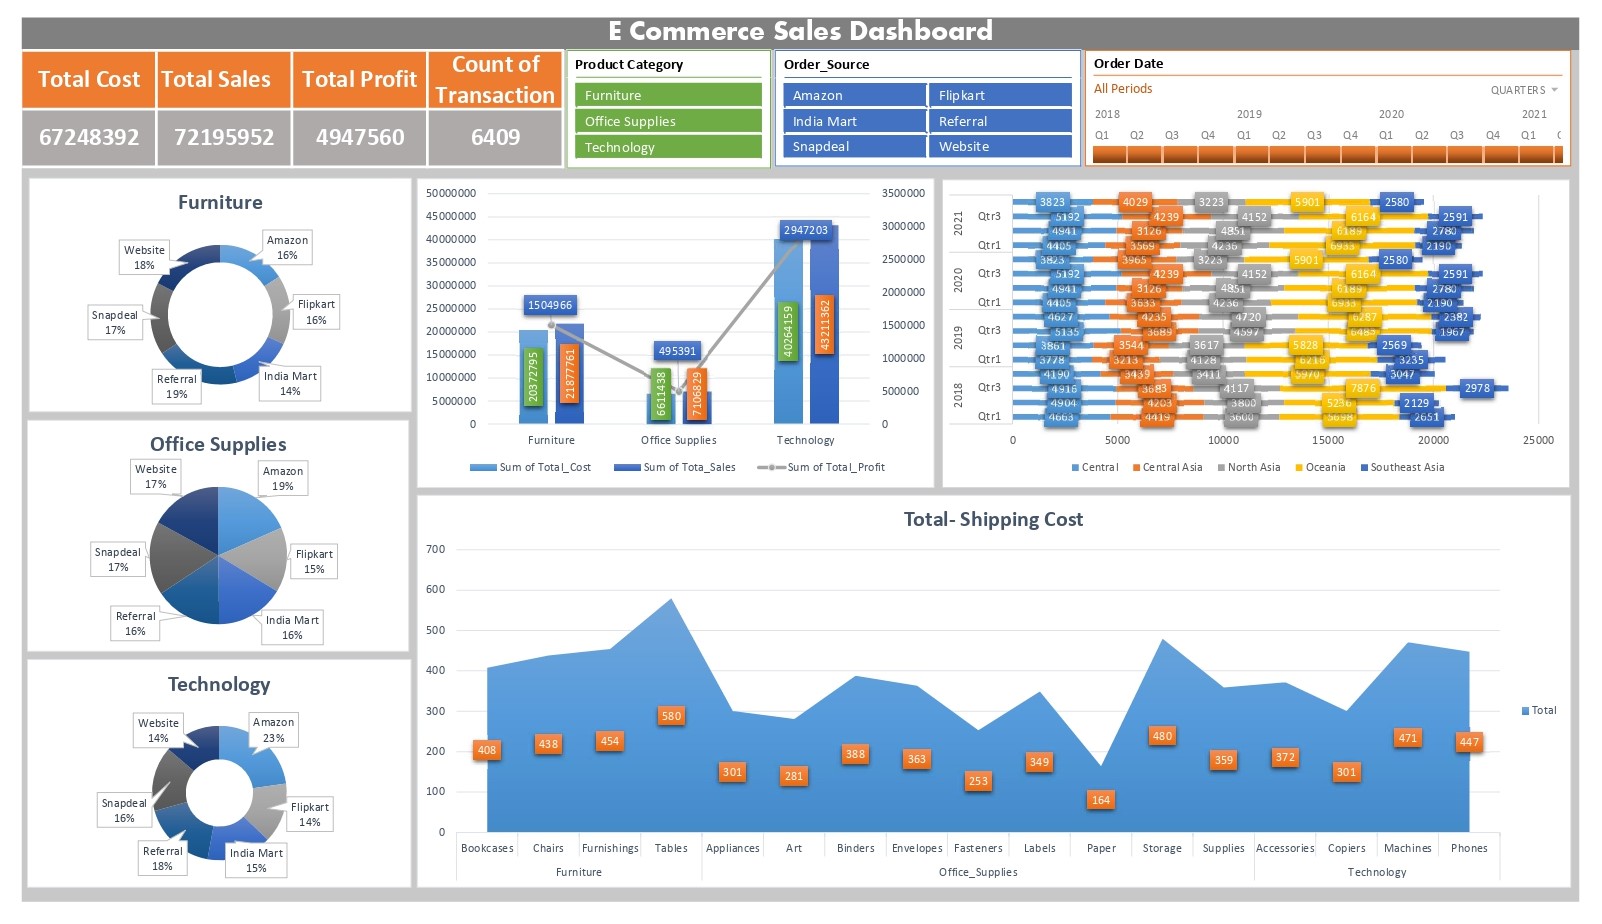 E Commerce Sales Dashboard
Total Cost
67248392
Total Sales
72195952
Total Profit
4947560
Count of
Transaction
6409
Product Category
Furniture
Office Supplies
Technology
Order_Source
Amazon Flipkart
India Mart Referral
Snapdeal Website
Order Date
All Periods QUARTERS
2018 2019 2020 2021
Q1 Q2 Q3 Q4 Q1 Q2 Q3 Q4 Q1 Q2 Q3 Q4 Q1
Furniture
Amazon
16%
Flipkart
16%
India Mart
14%
Referral
19%
Snapdeal
17%
Website
18%
Office Supplies
Amazon
19%
Flipkart
15%
India Mart
16%
Referral
16%
Snapdeal
17%
Website
17%
Technology
Amazon
23%
Flipkart
14%
India Mart
15%
Referral
18%
Snapdeal
16%
Website
14%
50000000
45000000
40000000
35000000
30000000
25000000
20000000
15000000
10000000
5000000
0
3500000
3000000
2500000
2000000
1500000
1000000
500000
0
1504966
20372795
21877761
495391
6611438
7106829
2947203
40264159
43211362
Furniture Office Supplies Technology
Sum of Total_Cost Sum of Tota_Sales Sum of Total_Profit
2021
3823 4029 3223 5901 2580
Qtr3 5192 4239 4152 6164 2591
4941 3126 4851 6189 2780
Qtr1 4405 3569 4236 6933 2190
2020
3823 3965 3223 5901 2580
Qtr3 5192 4239 4152 6164 2591
4941 3126 4851 6189 2780
Qtr1 4405 3633 4236 6933 2190
2019
4627 4235 4720 6287 2382
Qtr3 5135 3689 4597 6485 1967
3861 3544 3617 5828 2569
Qtr1 3778 3213 4128 6216 3235
2018
4190 3439 3411 5970 3047
Qtr3 4916 3683 4117 7876 2978
4904 4203 3800 5236 2129
Qtr1 4663 4419 3600 5698 2651
0 5000 10000 15000 20000 25000
Central Central Asia North Asia Oceania Southeast Asia
Total- Shipping Cost
700
600
500
400
300
200
100
0
408 438 454 580 301 281 388 363 253 349 164 480 359 372 301 471 447
Total
Bookcases Chairs Furnishings Tables Appliances Art Binders Envelopes Fasteners Labels Paper Storage Supplies Accessories Copiers Machines Phones
Furniture Office_Supplies Technology